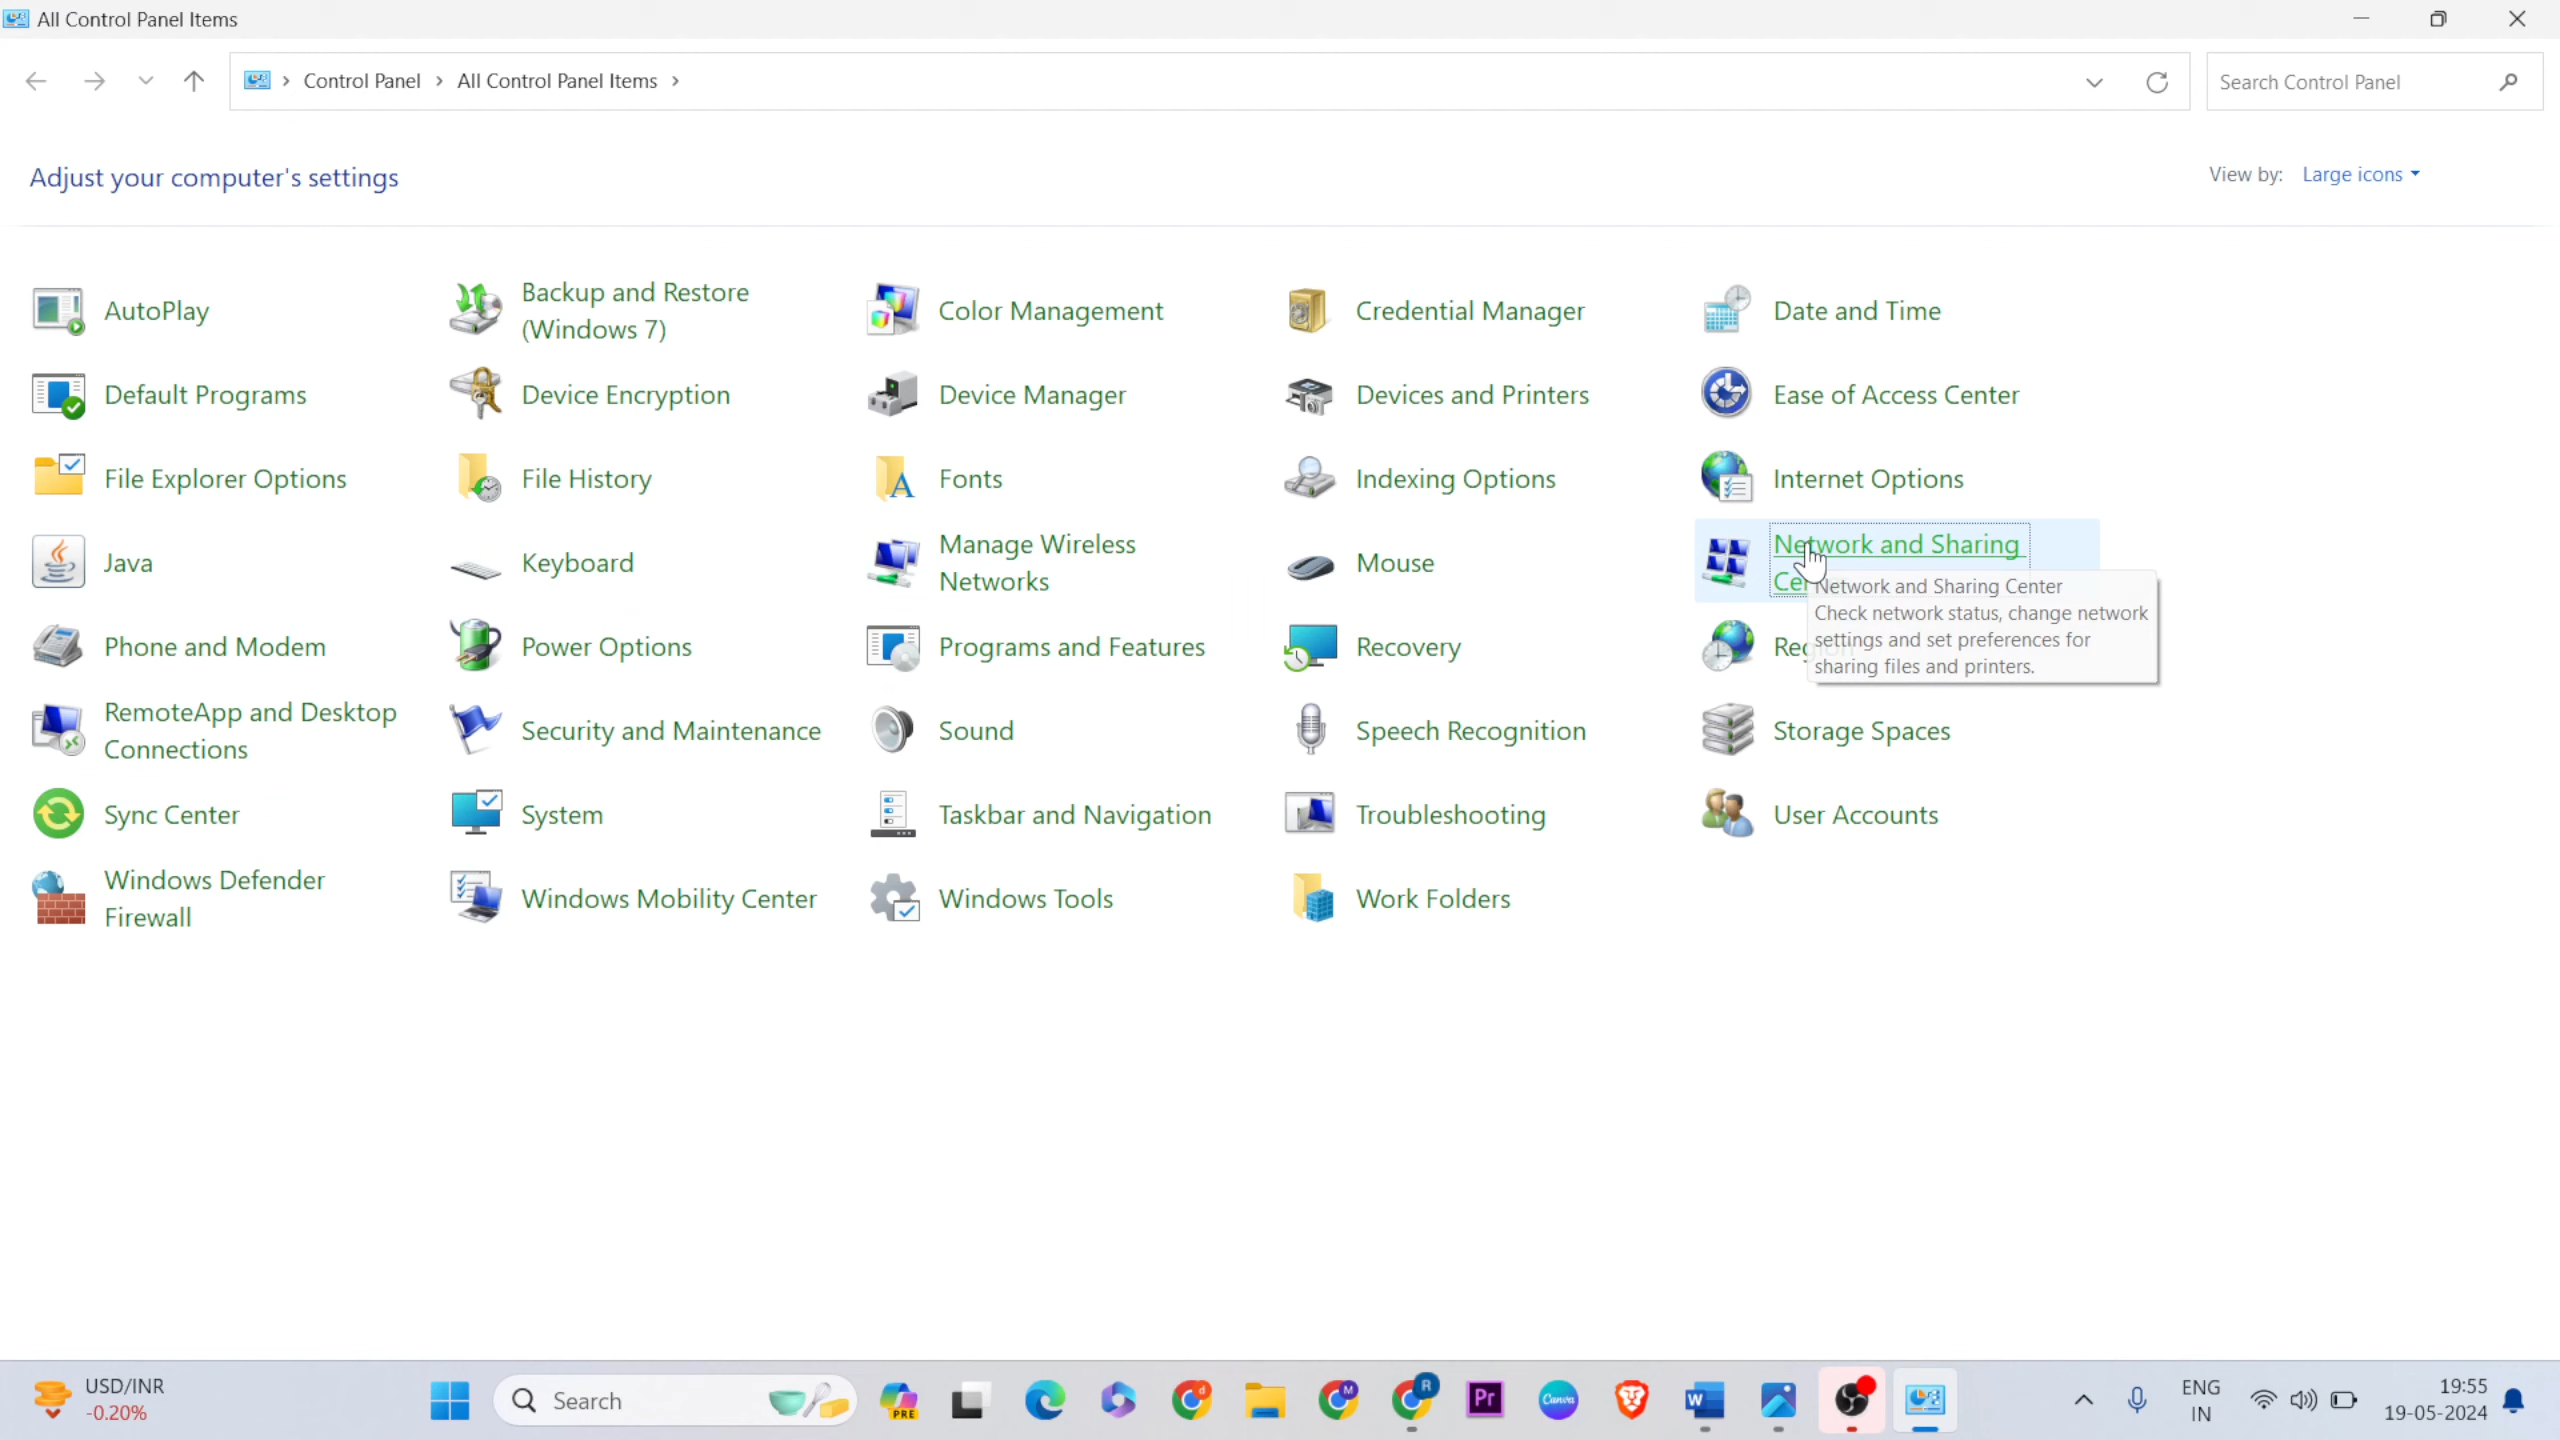 All Control Panel Items
Control Panel
All Control Panel Items
Search Control Panel
Adjust your computer's settings
View by: Large icons
AutoPlay
Backup and Restore
(Windows 7)
Color Management
Credential Manager
Date and Time
Default Programs
Device Encryption
Device Manager
Devices and Printers
Ease of Access Center
File Explorer Options
File History
Fonts
Indexing Options
Internet Options
Java
Keyboard
Manage Wireless
Networks
Mouse
Network and Sharing
Network and Sharing Center
Check network status, change network
settings and set preferences for
sharing files and printers.
Phone and Modem
Power Options
Programs and Features
Recovery
Region
RemoteApp and Desktop
Connections
Security and Maintenance
Sound
Speech Recognition
Storage Spaces
Sync Center
System
Taskbar and Navigation
Troubleshooting
User Accounts
Windows Defender
Firewall
Windows Mobility Center
Windows Tools
Work Folders
USD/INR
-0.20%
Search
PRE
d
M
R
Pr
Canva
W
ENG
IN
19:55
19-05-2024